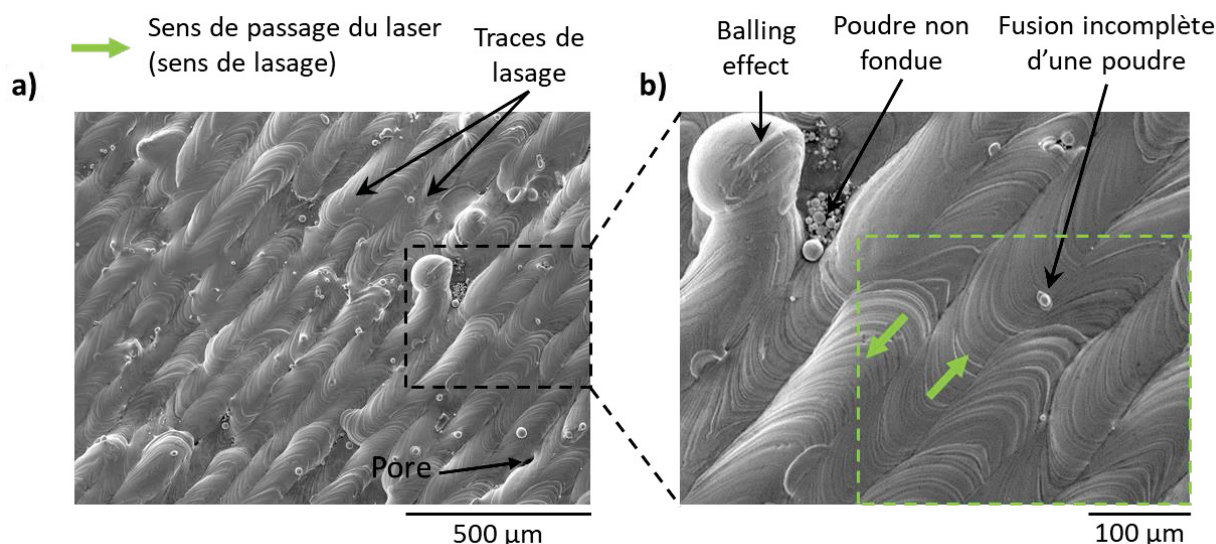 Sens de passage du laser
(sens de lasage)
Traces de
lasage
Balling
effect
Poudre non
fondue
Fusion incomplète
d'une poudre
a)
b)
Pore
500 µm
100 µm